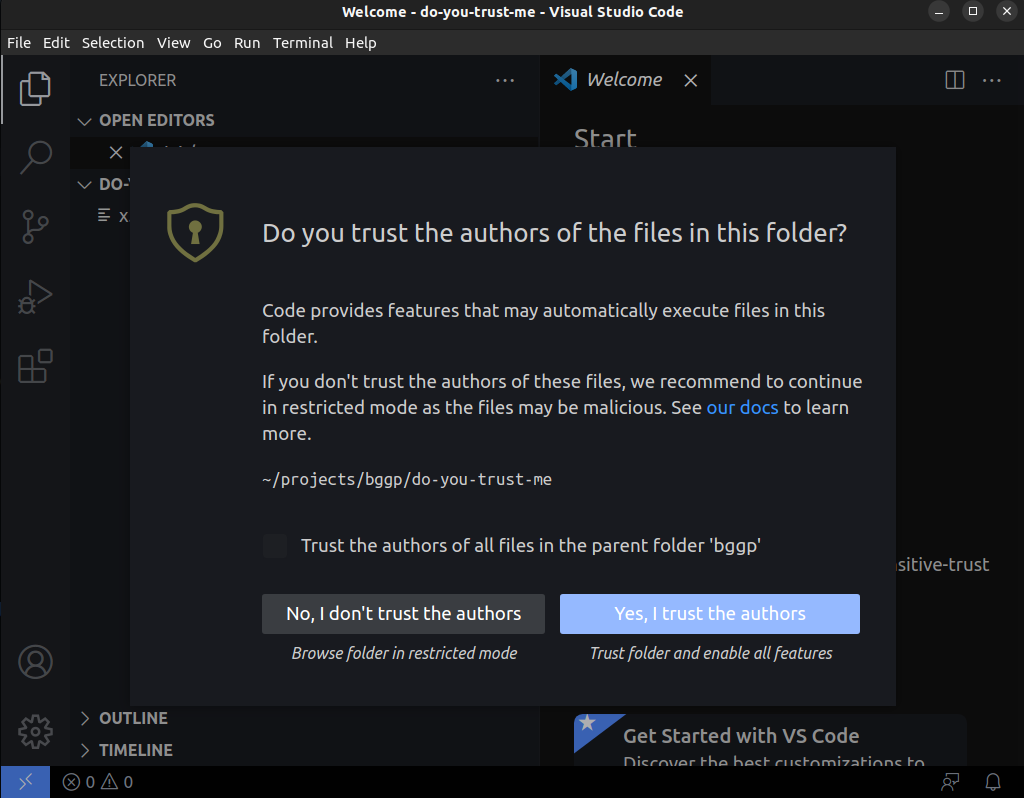 Welcome - do-you-trust-me - Visual Studio Code
File Edit Selection View Go Run Terminal Help
EXPLORER
Welcome
OPEN EDITORS
Start
DO-
x
Do you trust the authors of the files in this folder?
Code provides features that may automatically execute files in this
folder.
If you don't trust the authors of these files, we recommend to continue
in restricted mode as the files may be malicious. See our docs to learn
more.
~/projects/bggp/do-you-trust-me
Trust the authors of all files in the parent folder 'bggp'
sitive-trust
No, I don't trust the authors
Yes, I trust the authors
Browse folder in restricted mode
Trust folder and enable all features
OUTLINE
TIMELINE
Get Started with VS Code
Discover the best customizations to
0 0